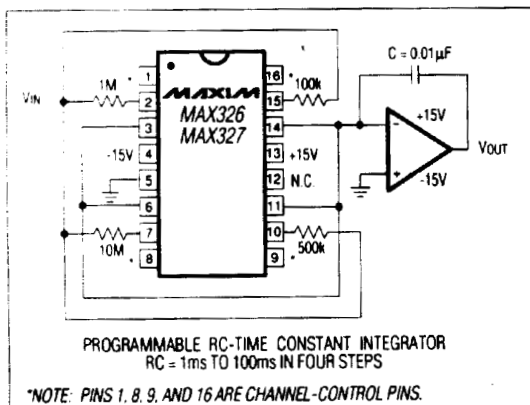 C = 0.01µF
1M
* 1
16 *
100k
VIN
2
MAXIM
15
MAX326
MAX327
3
14
+15V
-15V
4
13
+15V
VOUT
5
12
N.C.
-15V
6
11
7
10
10M
500k
* 8
9 *
PROGRAMMABLE RC-TIME CONSTANT INTEGRATOR
RC = 1ms TO 100ms IN FOUR STEPS
*NOTE: PINS 1, 8, 9, AND 16 ARE CHANNEL-CONTROL PINS.